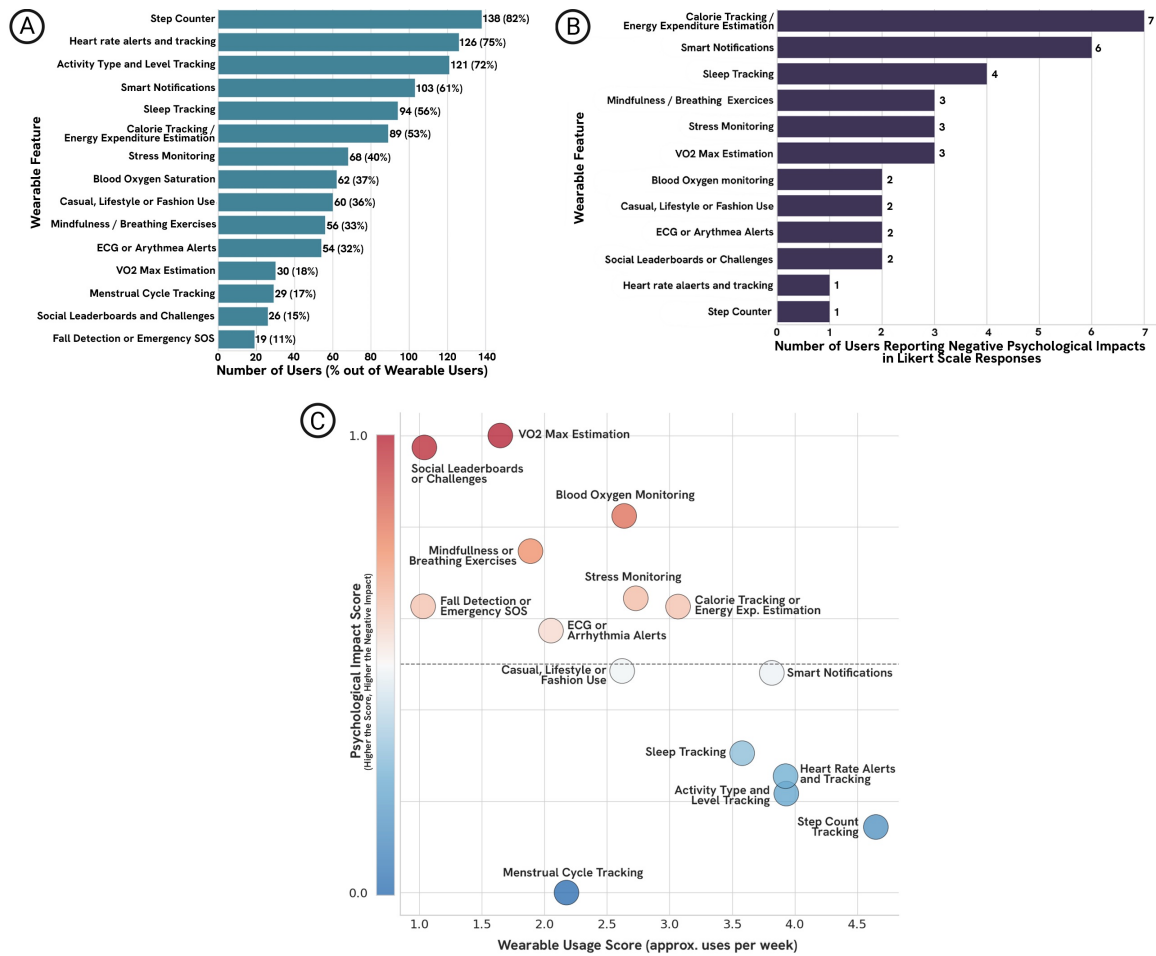 A
Step Counter
138 (82%)
Heart rate alerts and tracking
126 (75%)
Activity Type and Level Tracking
121 (72%)
Smart Notifications
103 (61%)
Sleep Tracking
94 (56%)
Calorie Tracking /
Energy Expenditure Estimation
89 (53%)
Stress Monitoring
68 (40%)
Blood Oxygen Saturation
62 (37%)
Casual, Lifestyle or Fashion Use
60 (36%)
Mindfulness / Breathing Exercises
56 (33%)
ECG or Arythmea Alerts
54 (32%)
VO2 Max Estimation
30 (18%)
Menstrual Cycle Tracking
29 (17%)
Social Leaderboards and Challenges
26 (15%)
Fall Detection or Emergency SOS
19 (11%)
Wearable Feature
0 20 40 60 80 100 120 140
Number of Users (% out of Wearable Users)
B
Calorie Tracking /
Energy Expenditure Estimation
7
Smart Notifications
6
Sleep Tracking
4
Mindfulness / Breathing Exercices
3
Stress Monitoring
3
VO2 Max Estimation
3
Blood Oxygen monitoring
2
Casual, Lifestyle or Fashion Use
2
ECG or Arythmea Alerts
2
Social Leaderboards or Challenges
2
Heart rate alaerts and tracking
1
Step Counter
1
Wearable Feature
0 1 2 3 4 5 6 7
Number of Users Reporting Negative Psychological Impacts
in Likert Scale Responses
C
1.0
0.0
Psychological Impact Score
(Higher the Score, Higher the Negative Impact)
VO2 Max Estimation
Social Leaderboards
or Challenges
Blood Oxygen Monitoring
Mindfullness or
Breathing Exercises
Stress Monitoring
Fall Detection or
Emergency SOS
Calorie Tracking or
Energy Exp. Estimation
ECG or
Arrhythmia Alerts
Casual, Lifestyle or
Fashion Use
Smart Notifications
Sleep Tracking
Heart Rate Alerts
and Tracking
Activity Type and
Level Tracking
Step Count
Tracking
Menstrual Cycle Tracking
1.0 1.5 2.0 2.5 3.0 3.5 4.0 4.5
Wearable Usage Score (approx. uses per week)